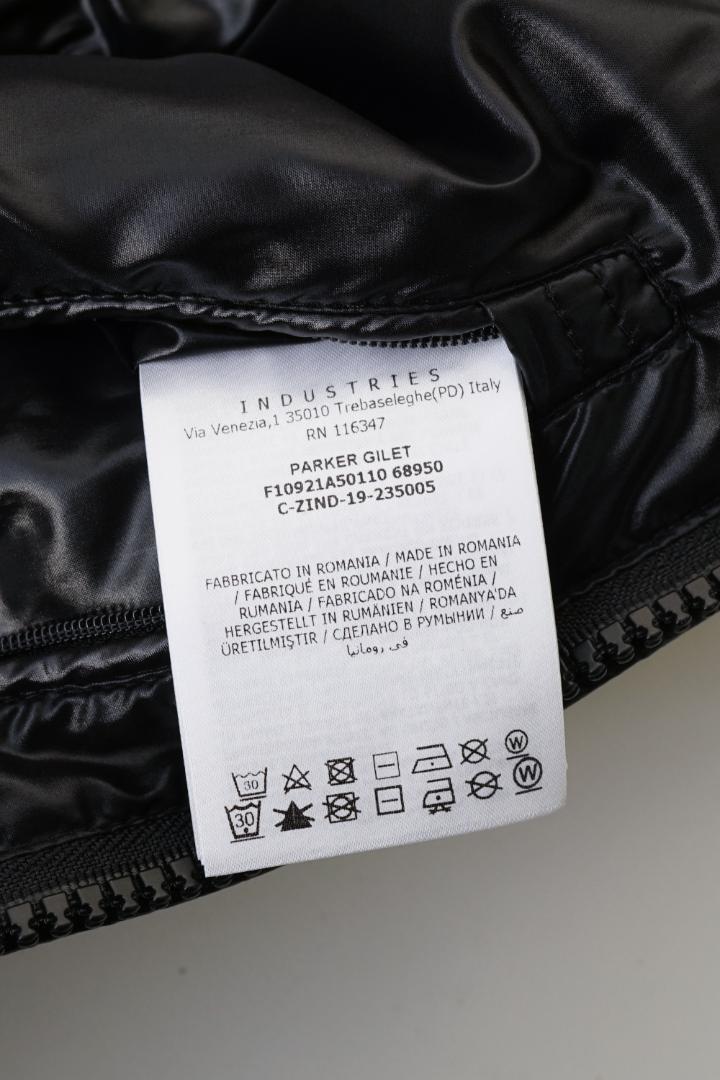 INDUSTRIES
Via Venezia,1 35010 Trebaseleghe(PD) Italy
RN 116347
PARKER GILET
F10921A50110 68950
C-ZIND-19-235005
FABBRICATO IN ROMANIA / MADE IN ROMANIA
/ FABRIQUÉ EN ROUMANIE / HECHO EN
RUMANIA / FABRICADO NA ROMÉNIA /
HERGESTELLT IN RUMÄNIEN / ROMANYA'DA
ÜRETILMIŞTIR / СДЕЛАНО В РУМЫНИИ / صنع
في رومانيا
30 W
30 W